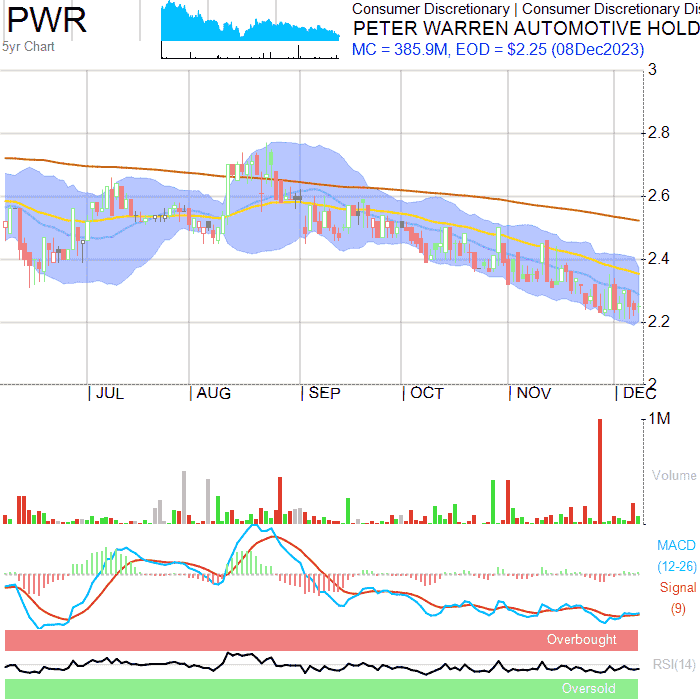 PWR
5yr Chart
Consumer Discretionary | Consumer Discretionary Dis
PETER WARREN AUTOMOTIVE HOLD
MC = 385.9M, EOD = $2.25 (08Dec2023)
3
2.8
2.6
2.4
2.2
2
JUL AUG SEP OCT NOV DEC
1M
Volume
MACD
(12-26)
Signal
(9)
Overbought
RSI(14)
Oversold